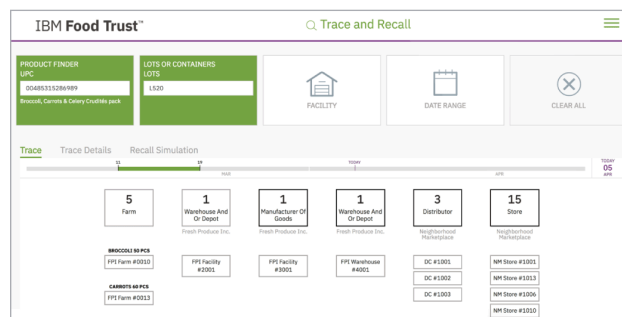 IBM Food Trust™
Trace and Recall
PRODUCT FINDER
UPC
00485315286989
Broccoli, Carrots & Celery Crudités pack
LOTS OR CONTAINERS
LOTS
LS20
FACILITY
DATE RANGE
CLEAR ALL
Trace
Trace Details
Recall Simulation
11
19
TODAY
MAR
APR
TODAY
05
APR
5
Farm
1
Warehouse And
Or Depot
Fresh Produce Inc.
1
Manufacturer Of
Goods
Fresh Produce Inc.
1
Warehouse And
Or Depot
Fresh Produce Inc.
3
Distributor
Neighborhood
Marketplace
15
Store
Neighborhood
Marketplace
BROCCOLI 50 PCS
FPI Farm #0010
CARROTS 60 PCS
FPI Farm #0013
FPI Facility
#2001
FPI Facility
#3001
FPI Warehouse
#4001
DC #1001
DC #1002
DC #1003
NM Store #1001
NM Store #1013
NM Store #1006
NM Store #1010